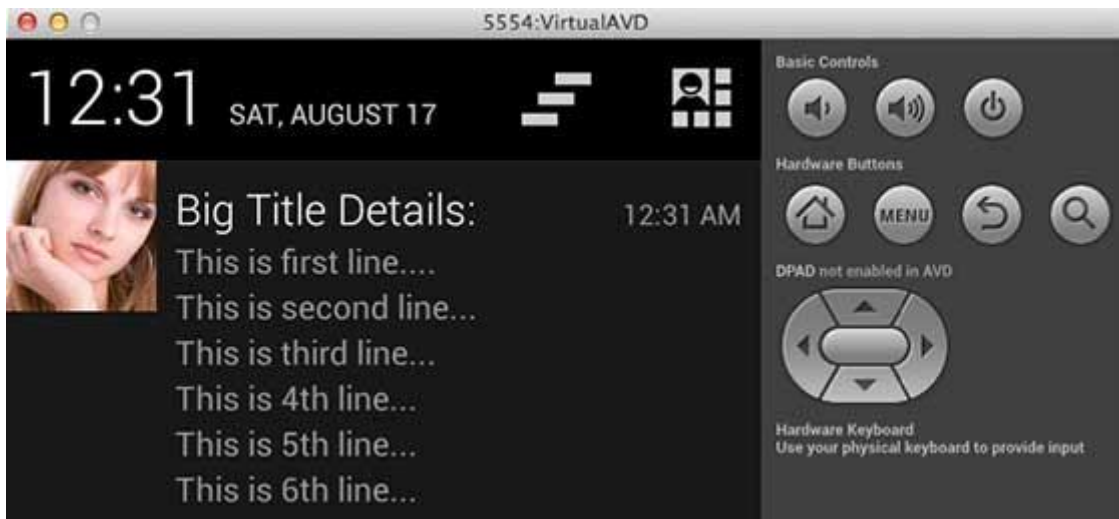 5554:VirtualAVD
12:31 SAT, AUGUST 17
Big Title Details: 12:31 AM
This is first line....
This is second line...
This is third line...
This is 4th line...
This is 5th line...
This is 6th line...
Basic Controls
Hardware Buttons
MENU
DPAD not enabled in AVD
Hardware Keyboard
Use your physical keyboard to provide input